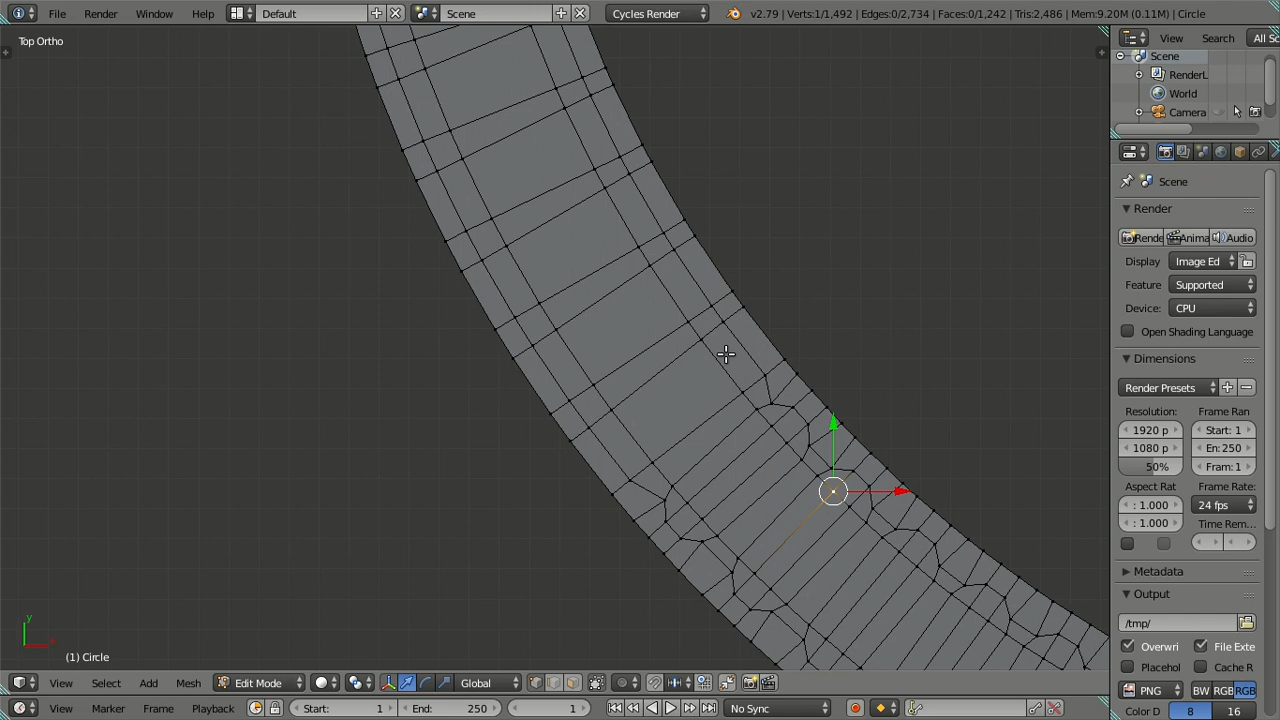 File Render Window Help Default Scene Cycles Render v2.79 | Verts:1/1,492 | Edges:0/2,734 | Faces:0/1,242 | Tris:2,486 | Mem:9.20M (0.11M) | Circle
Top Ortho
View Search All Sc
Scene
RenderL
World
Camera
Scene
Render
Rende Anima Audio
Display Image Ed
Feature Supported
Device: CPU
Open Shading Language
Dimensions
Render Presets
Resolution: Frame Ran
1920 p Start: 1
1080 p En: 250
50% Fram: 1
Aspect Rat Frame Rate:
: 1.000 24 fps
: 1.000 Time Rem...
Metadata
Output
/tmp/
Overwri File Exte
Placehol Cache R
PNG BW RGB RGB
Color D 8 16
y
x
(1) Circle
View Select Add Mesh Edit Mode Global
View Marker Frame Playback Start: 1 End: 250 1 No Sync